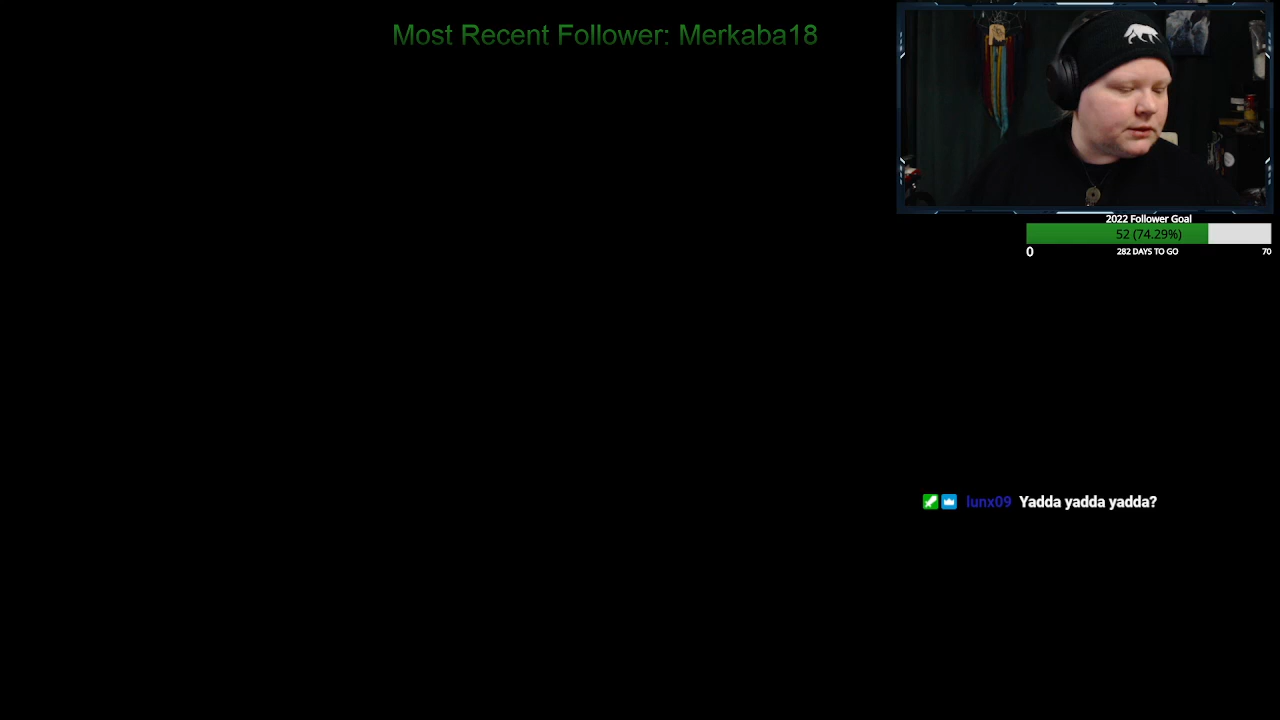 Most Recent Follower: Merkaba18
2022 Follower Goal
52 (74.29%)
0 282 DAYS TO GO 70
lunx09 Yadda yadda yadda?